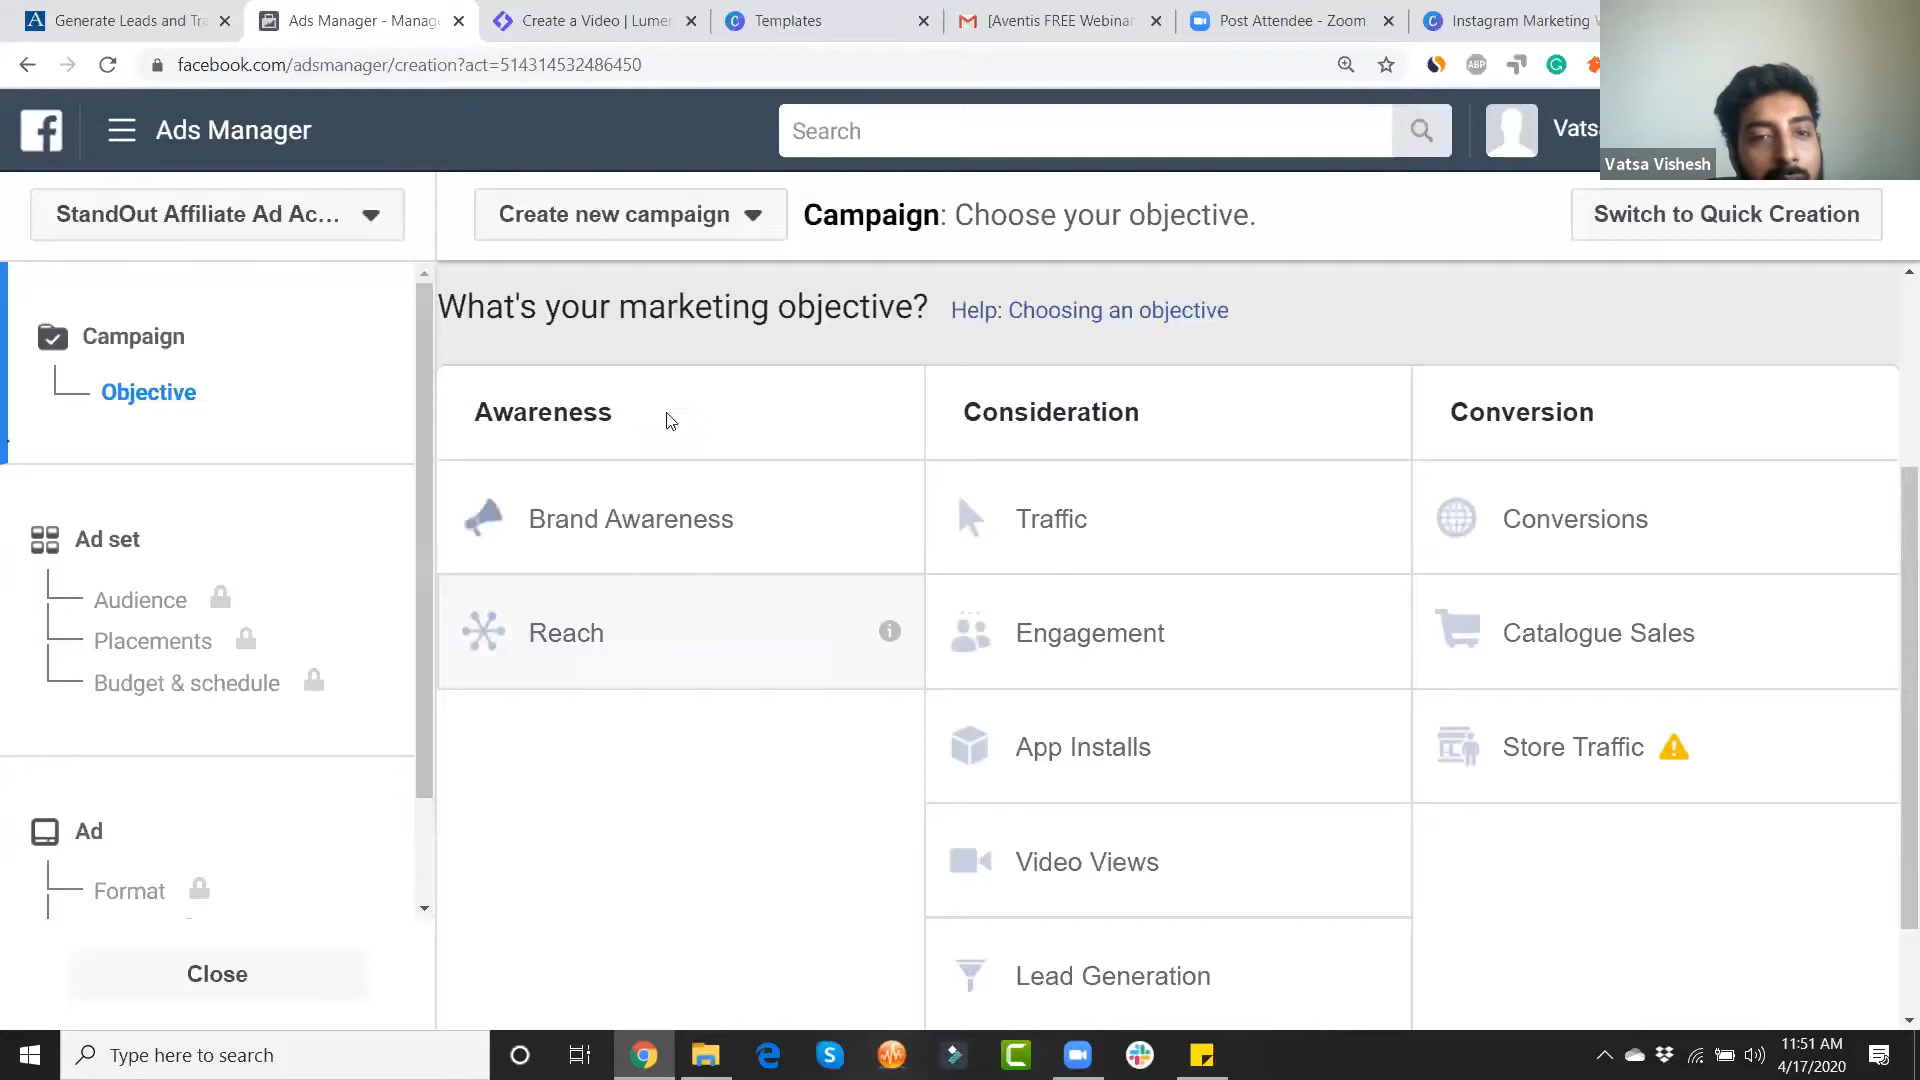 Generate Leads and Tra
Ads Manager - Manag
Create a Video | Lumen
Templates
[Aventis FREE Webinar
Post Attendee - Zoom
Instagram Marketing
facebook.com/adsmanager/creation?act=514314532486450
ABP
Ads Manager
Search
Vatsa Vishesh
StandOut Affiliate Ad Ac...
Create new campaign
Campaign: Choose your objective.
Switch to Quick Creation
Campaign
Objective
What's your marketing objective?
Help: Choosing an objective
Awareness
Consideration
Conversion
Brand Awareness
Traffic
Conversions
Ad set
Audience
Placements
Budget & schedule
Reach
Engagement
Catalogue Sales
App Installs
Store Traffic
Ad
Format
Video Views
Close
Lead Generation
Type here to search
11:51 AM
4/17/2020